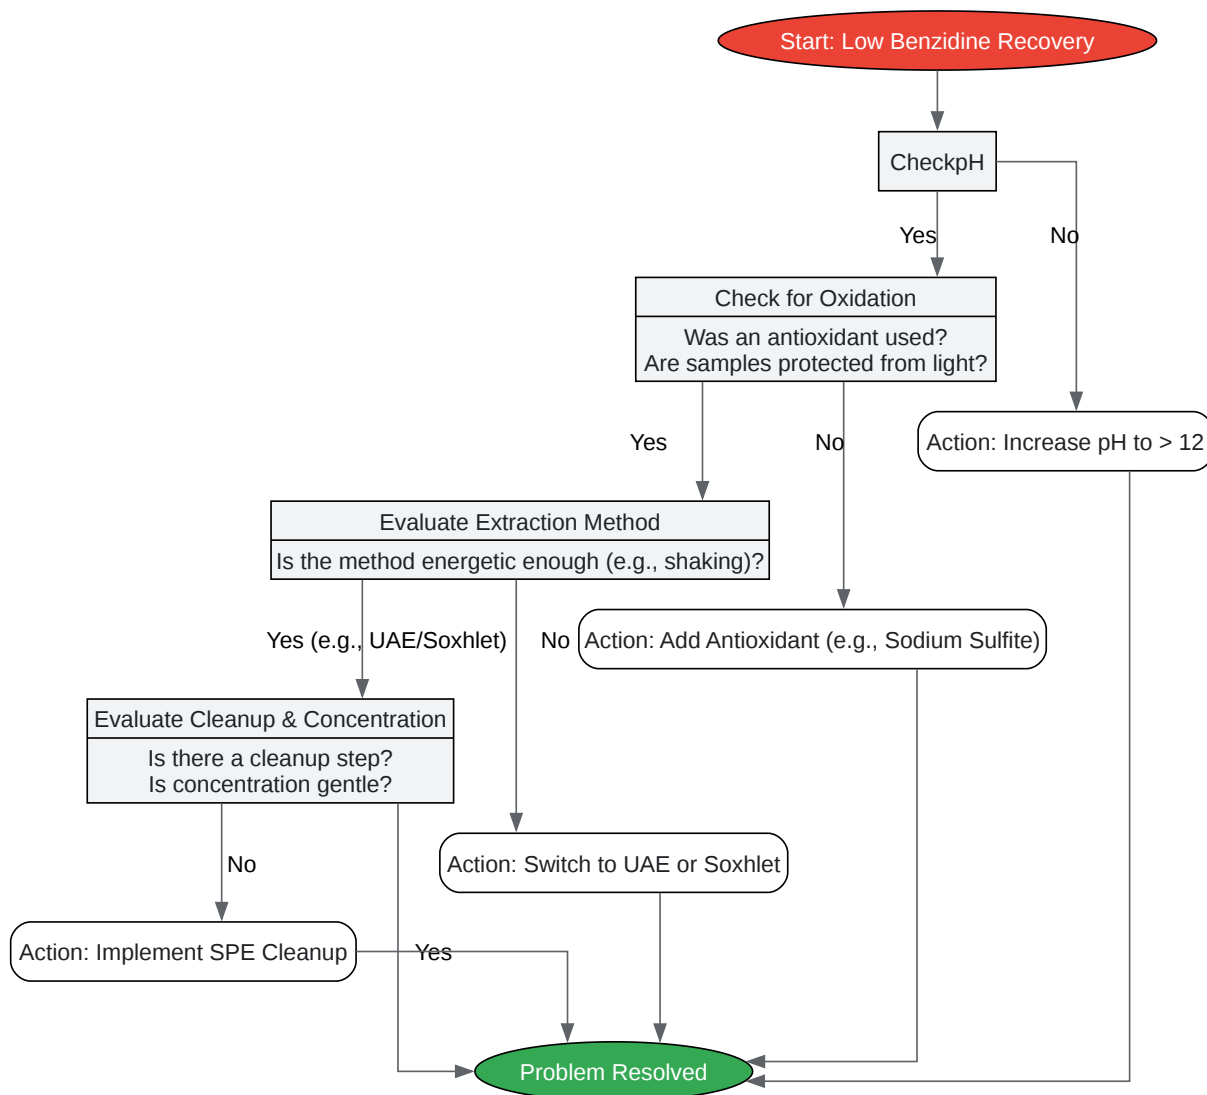 Start: Low Benzidine Recovery
CheckpH
Yes
No
Check for Oxidation
Was an antioxidant used?
Are samples protected from light?
Yes
No
Action: Increase pH to > 12
Evaluate Extraction Method
Is the method energetic enough (e.g., shaking)?
Yes (e.g., UAE/Soxhlet)
No
Action: Add Antioxidant (e.g., Sodium Sulfite)
Evaluate Cleanup & Concentration
Is there a cleanup step?
Is concentration gentle?
No
Action: Switch to UAE or Soxhlet
Action: Implement SPE Cleanup
Yes
Problem Resolved